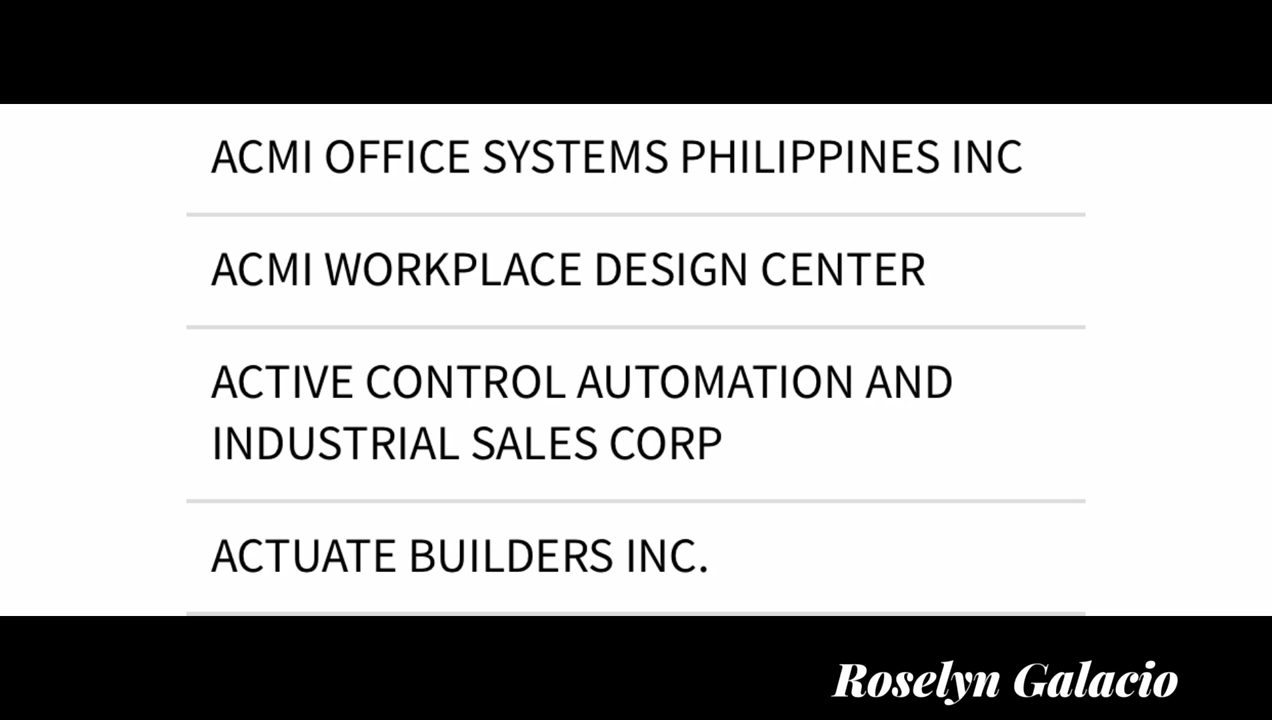 ACMI OFFICE SYSTEMS PHILIPPINES INC
ACMI WORKPLACE DESIGN CENTER
ACTIVE CONTROL AUTOMATION AND
INDUSTRIAL SALES CORP
ACTUATE BUILDERS INC.
Roselyn Galacio